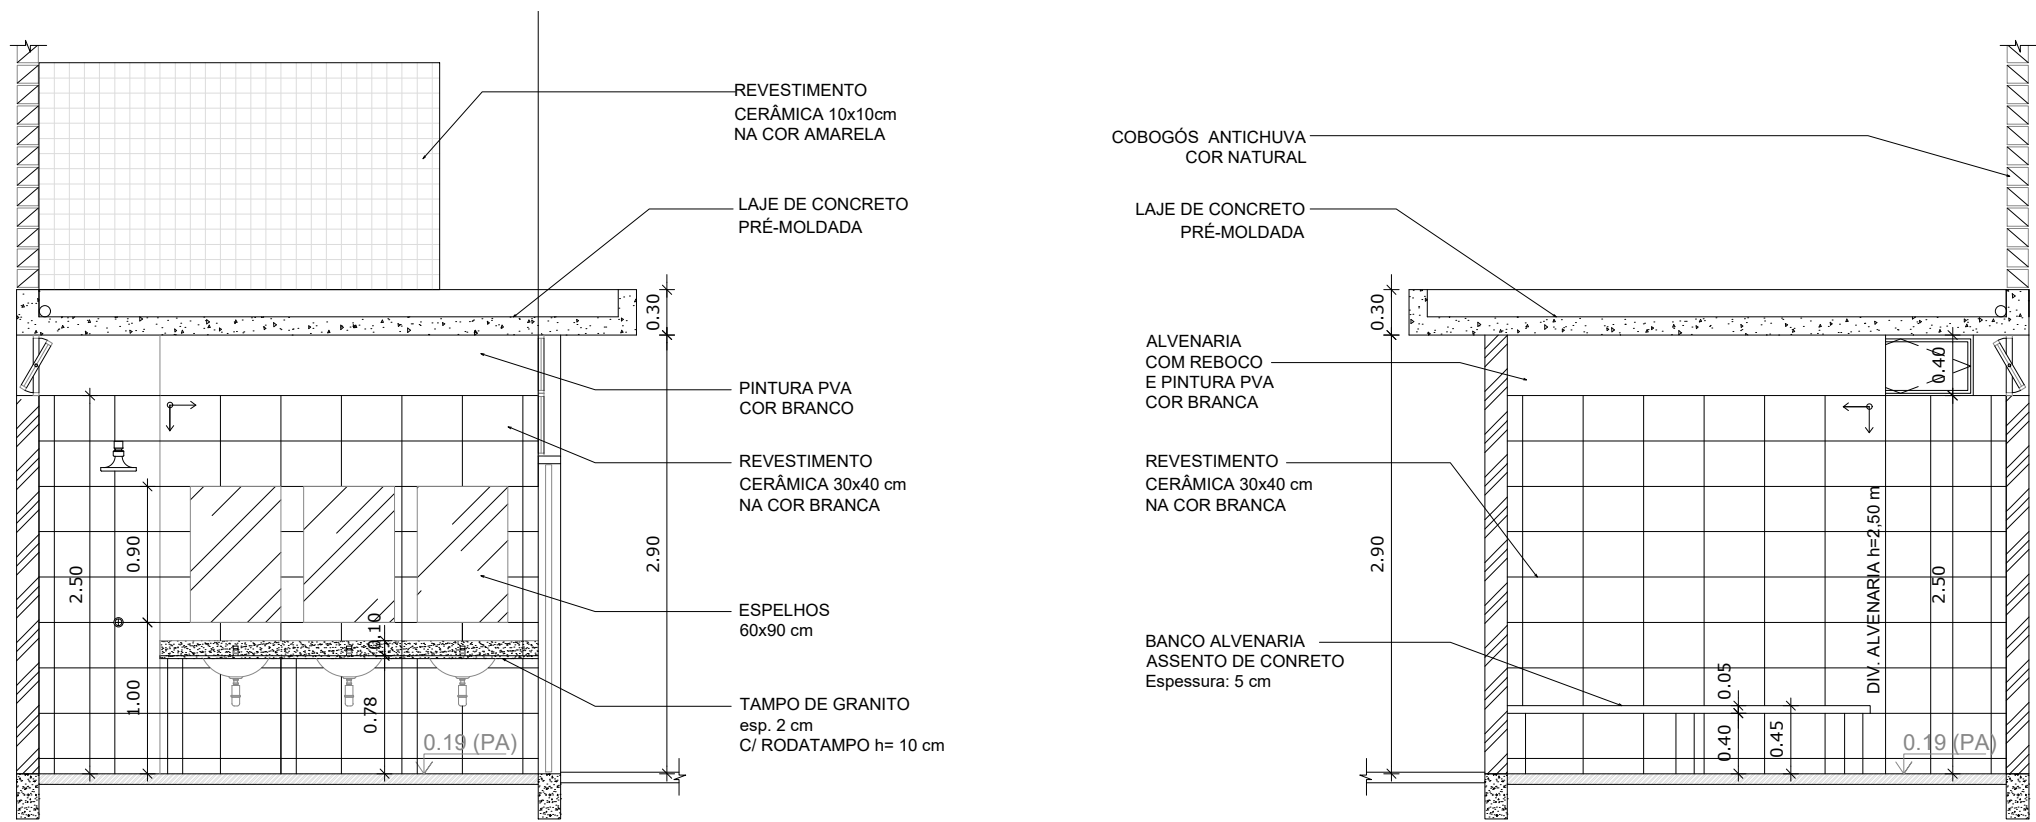 REVESTIMENTO
CERÂMICA 10x10cm
NA COR AMARELA
LAJE DE CONCRETO
PRÉ-MOLDADA
0.30
PINTURA PVA
COR BRANCO
REVESTIMENTO
CERÂMICA 30x40 cm
NA COR BRANCA
2.90
0.90
2.50
ESPELHOS
60x90 cm
0,10
1.00
0.78
TAMPO DE GRANITO
esp. 2 cm
C/ RODATAMPO h= 10 cm
0.19 (PA)
COBOGÓS ANTICHUVA
COR NATURAL
LAJE DE CONCRETO
PRÉ-MOLDADA
0.30
ALVENARIA
COM REBOCO
E PINTURA PVA
COR BRANCA
0.40
REVESTIMENTO
CERÂMICA 30x40 cm
NA COR BRANCA
2.90
DIV. ALVENARIA h=2,50 m
2.50
BANCO ALVENARIA
ASSENTO DE CONRETO
Espessura: 5 cm
0.05
0.40
0.45
0.19 (PA)